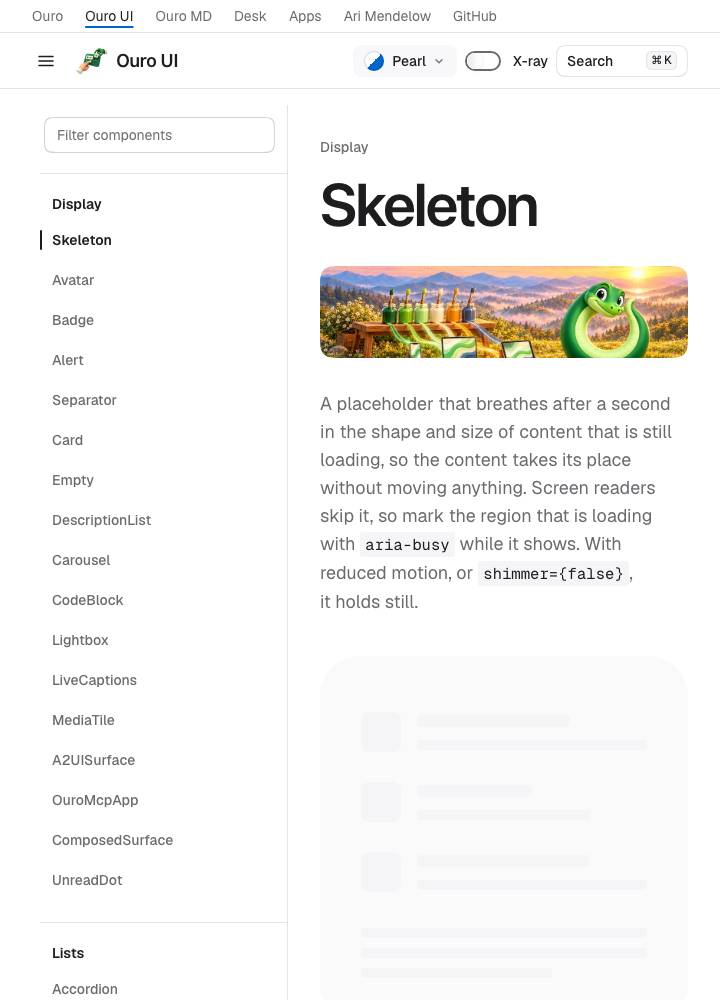 Ouro
Ouro UI
Ouro MD
Desk
Apps
Ari Mendelow
GitHub
Ouro UI
Pearl
X-ray
Search
⌘ K
Filter components
Display
Skeleton
Avatar
Badge
Alert
Separator
Card
Empty
DescriptionList
Carousel
CodeBlock
Lightbox
LiveCaptions
MediaTile
A2UISurface
OuroMcpApp
ComposedSurface
UnreadDot
Lists
Accordion
Display
Skeleton
A placeholder that breathes after a second
in the shape and size of content that is still
loading, so the content takes its place
without moving anything. Screen readers
skip it, so mark the region that is loading
with aria-busy while it shows. With
reduced motion, or shimmer={false},
it holds still.